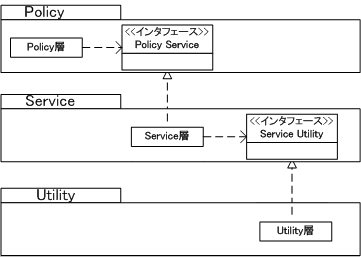 Policy
<<インタフェース>>
Policy層
Policy Service
Service
<<インタフェース>>
Service層
Service Utility
Utility
Utility層